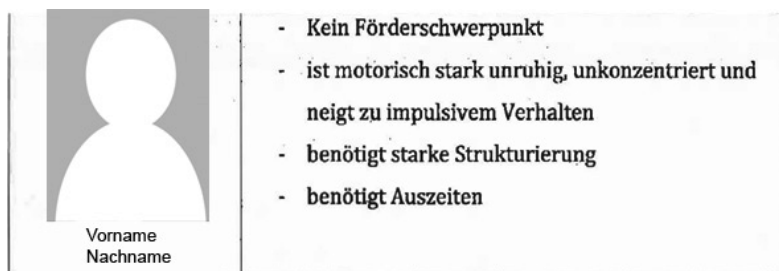 - Kein Förderschwerpunkt
- ist motorisch stark unruhig, unkonzentriert und
neigt zu impulsivem Verhalten
- benötigt starke Strukturierung
- benötigt Auszeiten
Vorname
Nachname